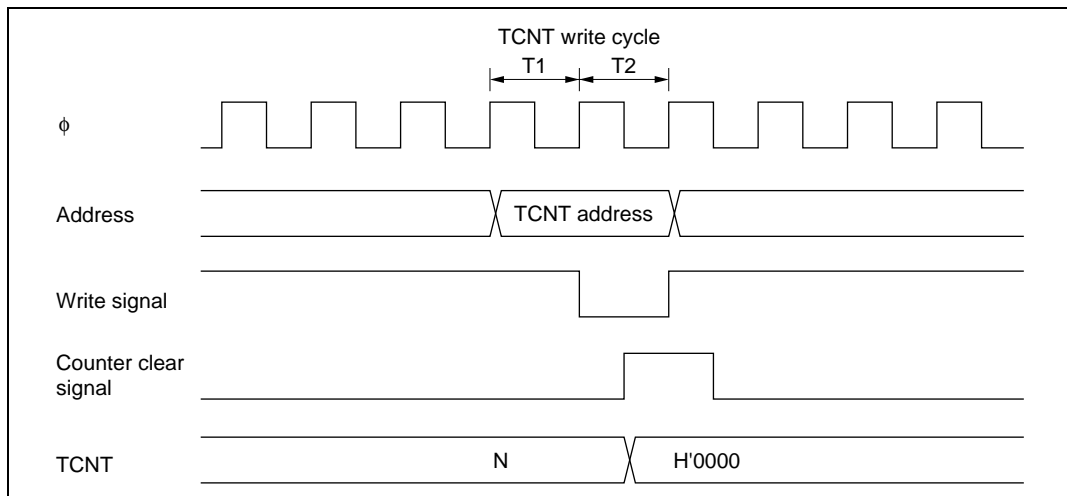 TCNT write cycle
T1 T2
ϕ
Address
TCNT address
Write signal
Counter clear
signal
TCNT
N
H'0000